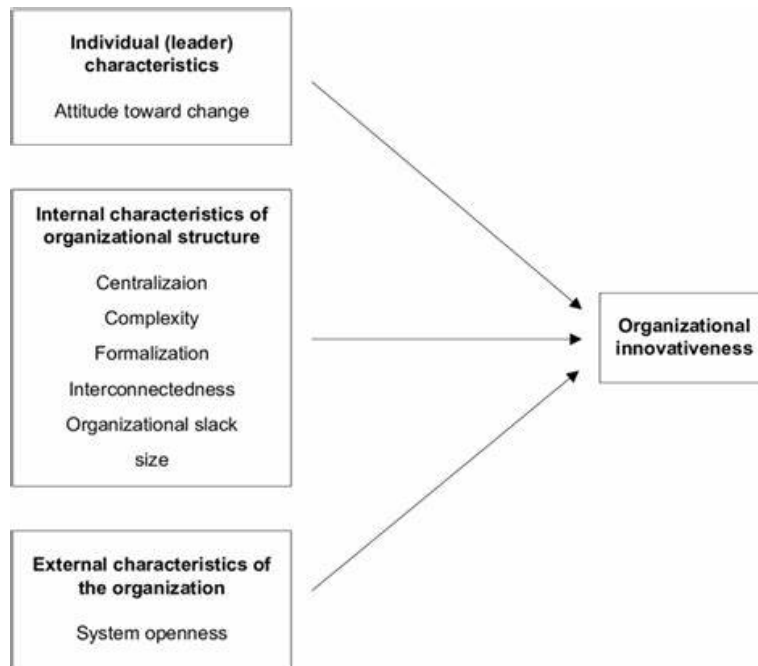 Individual (leader)
characteristics
Attitude toward change
Internal characteristics of
organizational structure
Centralizaion
Complexity
Formalization
Interconnectedness
Organizational slack
size
External characteristics of
the organization
System openness
Organizational
innovativeness